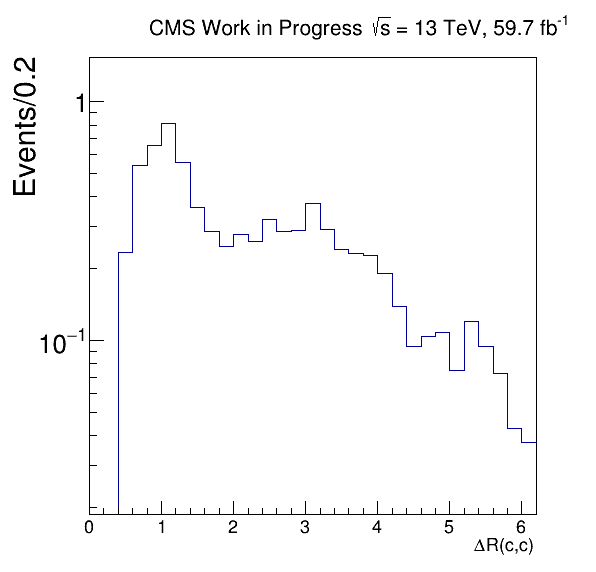 CMS Work in Progress √s = 13 TeV, 59.7 fb⁻¹
Events/0.2
1
10⁻¹
0 1 2 3 4 5 6
ΔR(c,c)